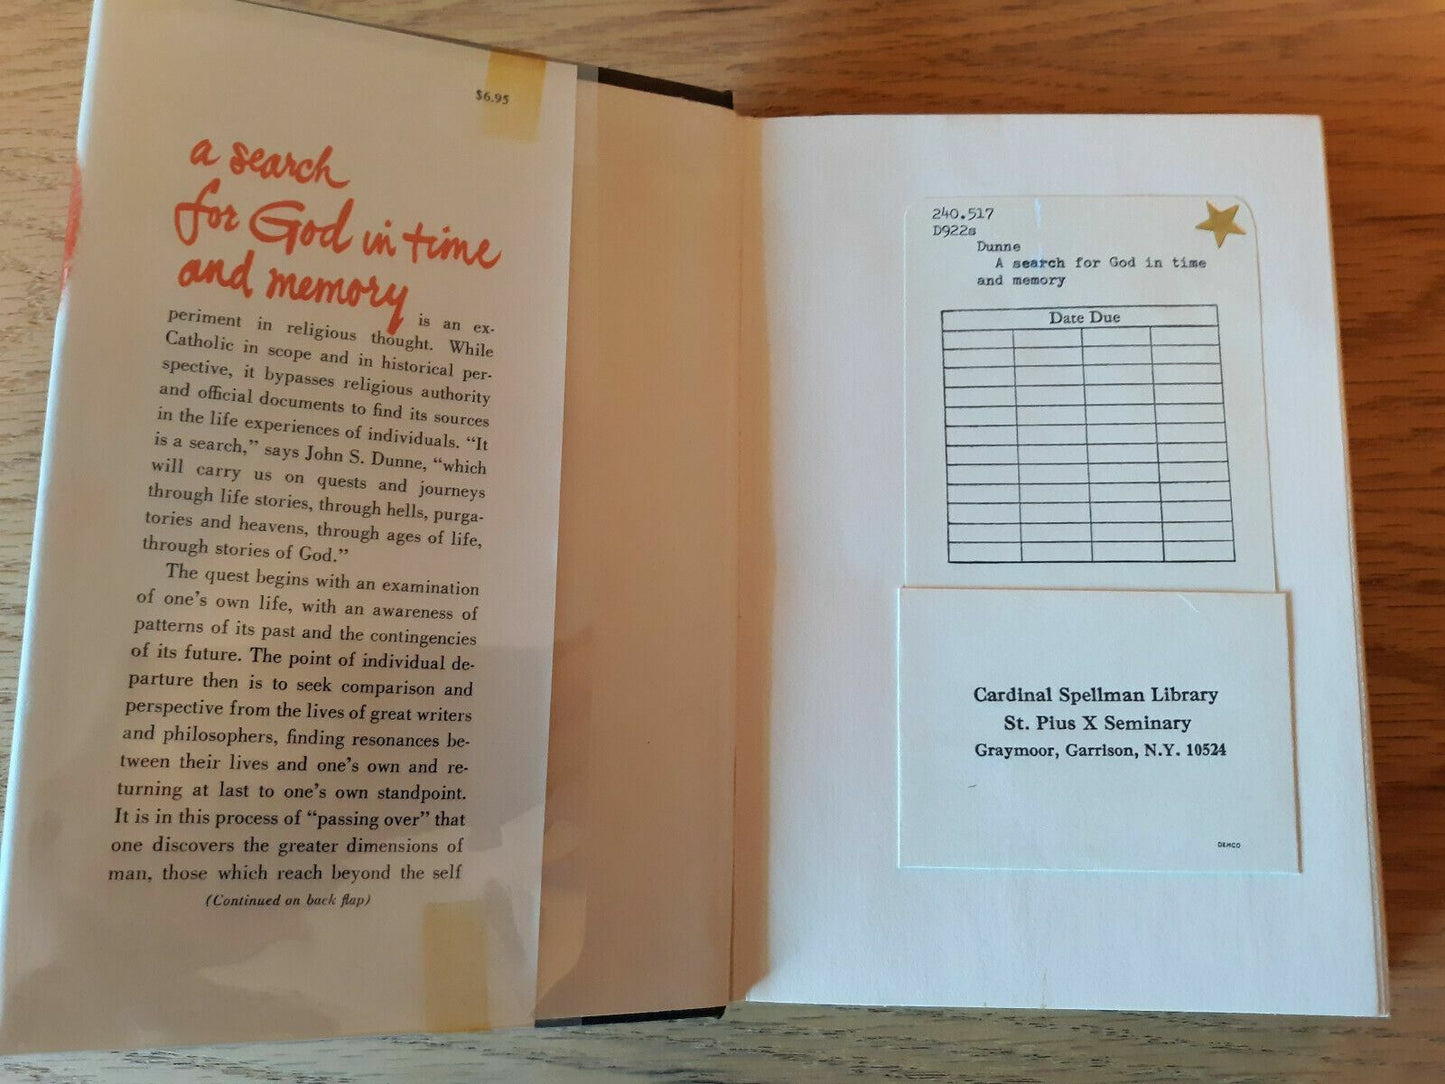 $6.95
a search
for God in time
and memory is an ex-
periment in religious thought. While
Catholic in scope and in historical per-
spective, it bypasses religious authority
and official documents to find its sources
in the life experiences of individuals. “It
is a search,” says John S. Dunne, “which
will carry us on quests and journeys
through life stories, through hells, purga-
tories and heavens, through ages of life,
through stories of God.”
The quest begins with an examination
of one’s own life, with an awareness of
patterns of its past and the contingencies
of its future. The point of individual de-
parture then is to seek comparison and
perspective from the lives of great writers
and philosophers, finding resonances be-
tween their lives and one’s own and re-
turning at last to one’s own standpoint.
It is in this process of “passing over” that
one discovers the greater dimensions of
man, those which reach beyond the self
(Continued on back flap)
240.517
D922s
Dunne
A search for God in time
and memory
Date Due
Cardinal Spellman Library
St. Pius X Seminary
Graymoor, Garrison, N.Y. 10524
DEMCO